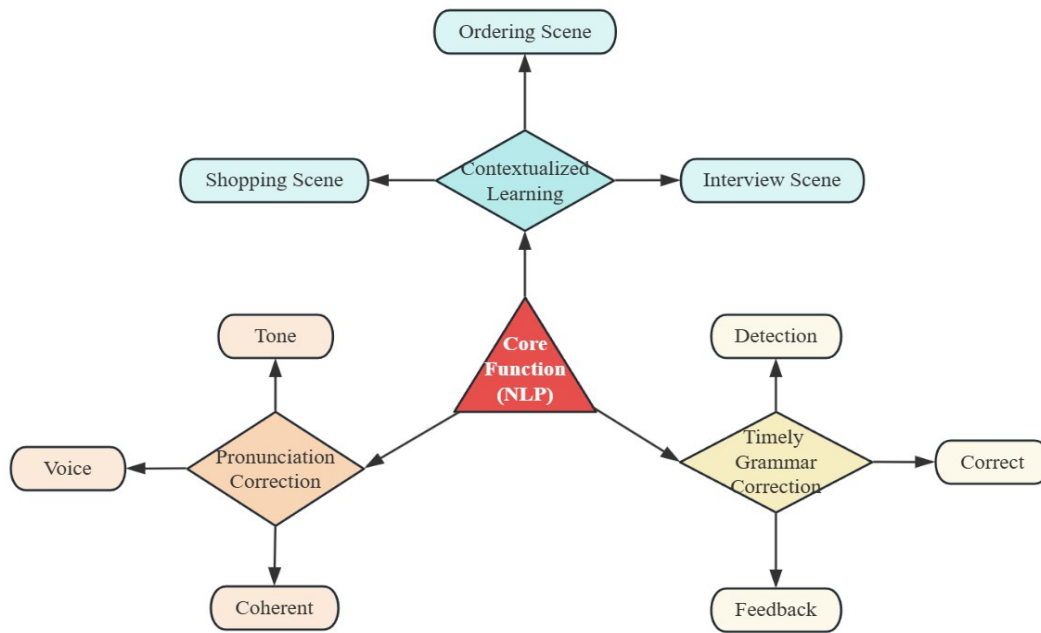 Ordering Scene
Shopping Scene
Contextualized
Learning
Interview Scene
Core
Function
(NLP)
Tone
Voice
Pronunciation
Correction
Coherent
Detection
Timely
Grammar
Correction
Correct
Feedback